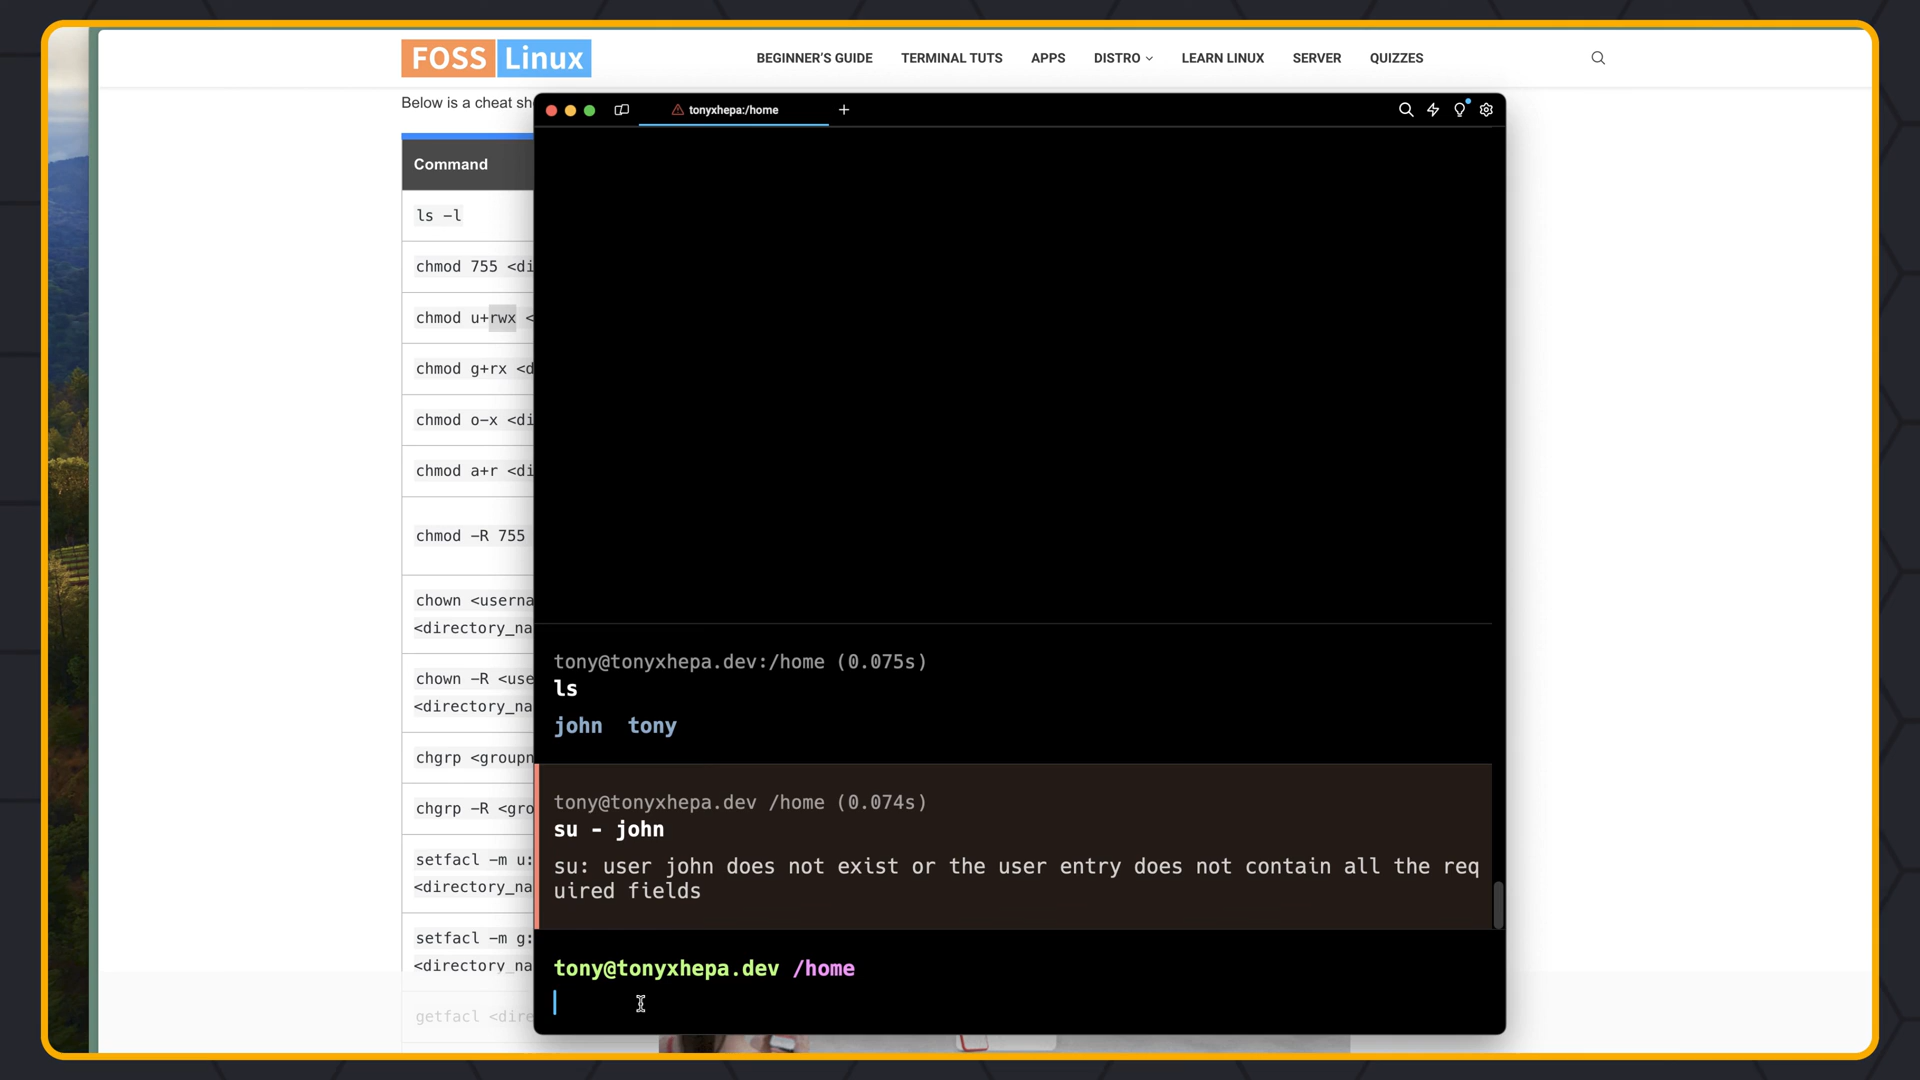 FOSS Linux
BEGINNER'S GUIDE TERMINAL TUTS APPS DISTRO LEARN LINUX SERVER QUIZZES
Below is a cheat sh
Command
ls -l
chmod 755 <di
chmod u+rwx <
chmod g+rx <d
chmod o-x <di
chmod a+r <di
chmod -R 755
chown <userna
<directory_na
chown -R <use
<directory_na
chgrp <groupn
chgrp -R <gro
setfacl -m u:
<directory_na
setfacl -m g:
<directory_na
getfacl <dire
tonyxhepa:/home
tony@tonyxhepa.dev:/home (0.075s)
ls
john tony
tony@tonyxhepa.dev /home (0.074s)
su - john
su: user john does not exist or the user entry does not contain all the req
uired fields
tony@tonyxhepa.dev /home